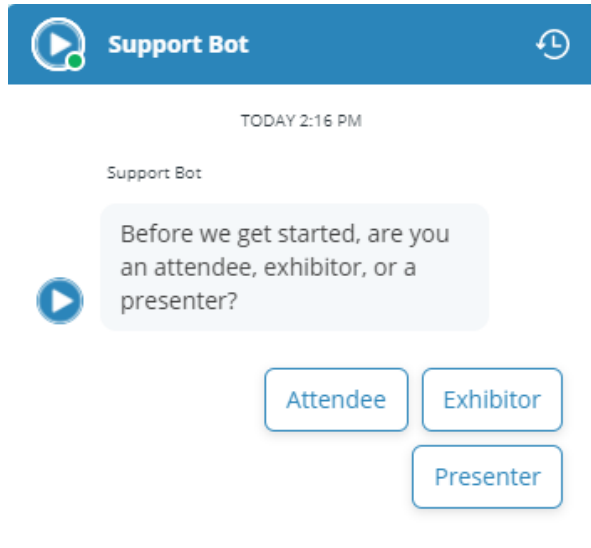 Support Bot
TODAY 2:16 PM
Support Bot
Before we get started, are you
an attendee, exhibitor, or a
presenter?
Attendee
Exhibitor
Presenter